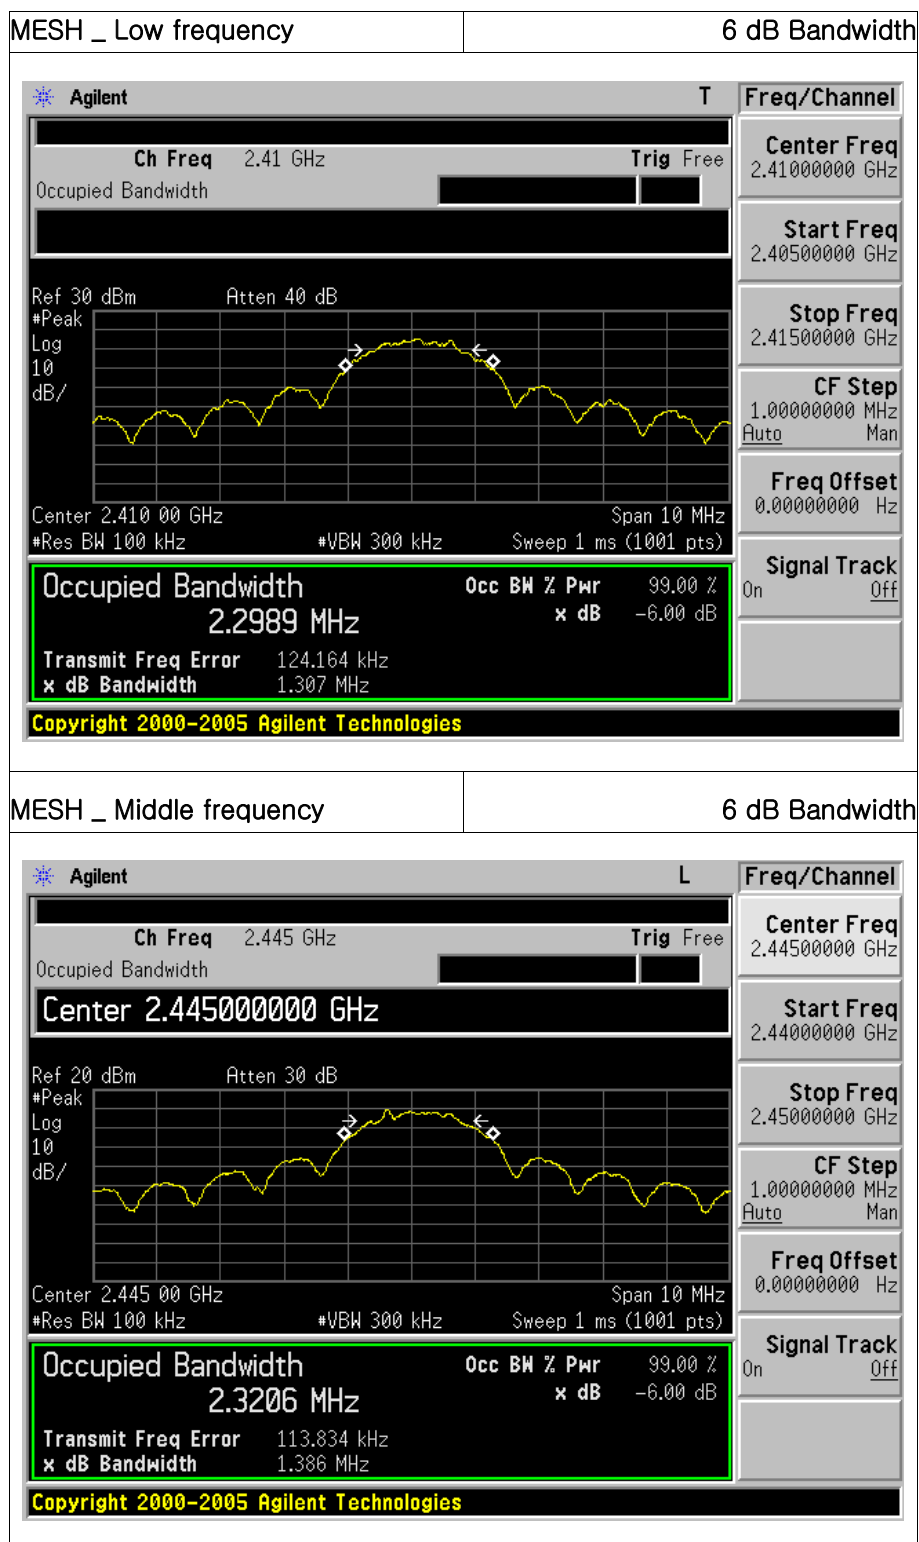 MESH _ Low frequency 6 dB Bandwidth
Agilent T Freq/Channel
Ch Freq 2.41 GHz Trig Free
Occupied Bandwidth
Center Freq
2.41000000 GHz
Start Freq
2.40500000 GHz
Stop Freq
2.41500000 GHz
CF Step
1.00000000 MHz
Auto Man
Freq Offset
0.00000000 Hz
Signal Track
On Off
Ref 30 dBm Atten 40 dB
#Peak
Log
10
dB/
Center 2.410 00 GHz Span 10 MHz
#Res BW 100 kHz #VBW 300 kHz Sweep 1 ms (1001 pts)
Occupied Bandwidth Occ BW % Pwr 99.00 %
2.2989 MHz x dB -6.00 dB
Transmit Freq Error 124.164 kHz
x dB Bandwidth 1.307 MHz
Copyright 2000-2005 Agilent Technologies
MESH _ Middle frequency 6 dB Bandwidth
Agilent L Freq/Channel
Ch Freq 2.445 GHz Trig Free
Occupied Bandwidth
Center 2.445000000 GHz
Center Freq
2.44500000 GHz
Start Freq
2.44000000 GHz
Stop Freq
2.45000000 GHz
CF Step
1.00000000 MHz
Auto Man
Freq Offset
0.00000000 Hz
Signal Track
On Off
Ref 20 dBm Atten 30 dB
#Peak
Log
10
dB/
Center 2.445 00 GHz Span 10 MHz
#Res BW 100 kHz #VBW 300 kHz Sweep 1 ms (1001 pts)
Occupied Bandwidth Occ BW % Pwr 99.00 %
2.3206 MHz x dB -6.00 dB
Transmit Freq Error 113.834 kHz
x dB Bandwidth 1.386 MHz
Copyright 2000-2005 Agilent Technologies